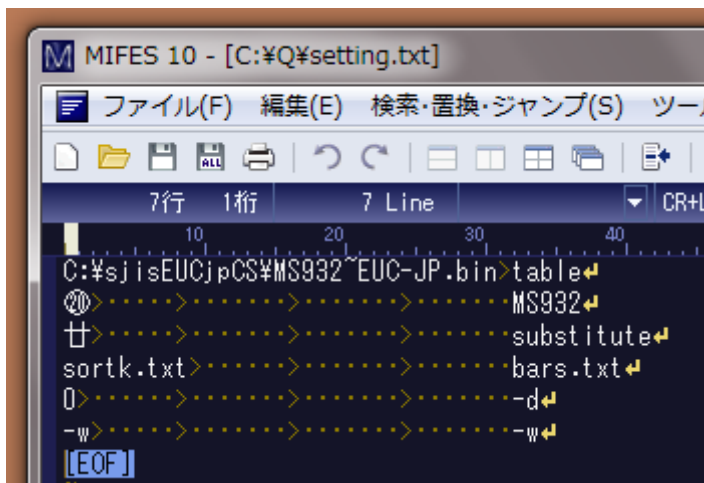 MIFES 10 - [C:¥Q¥setting.txt]
ファイル(F) 編集(E) 検索・置換・ジャンプ(S) ツール
ALL
7行 1桁 7 Line CR+L
10 20 30 40
C:¥sjisEUCjpCS¥MS932~EUC-JP.bin>table
⑳> > > > >MS932
廿> > > > >substitute
sortk.txt> > > >bars.txt
0> > > > >-d
-w> > > > >-w
[EOF]